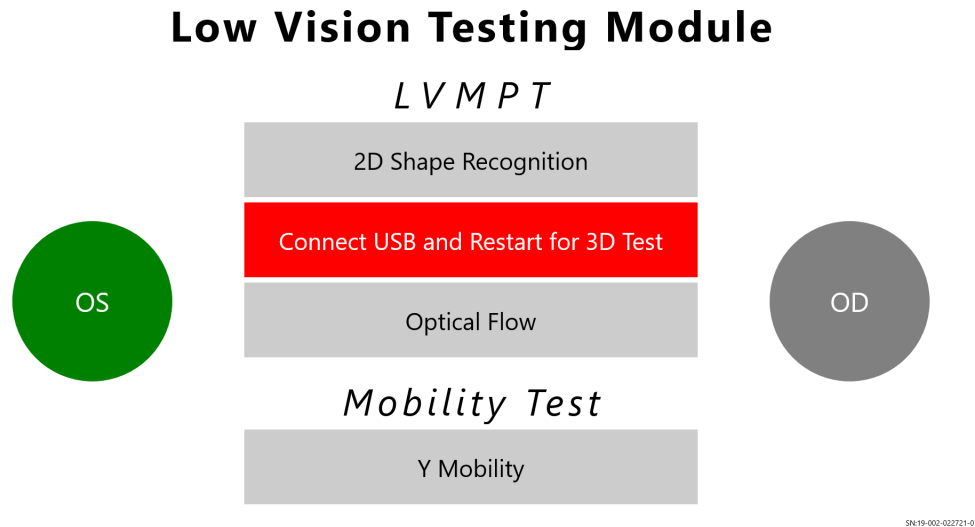 Low Vision Testing Module
LVMPT
2D Shape Recognition
Connect USB and Restart for 3D Test
OS
OD
Optical Flow
Mobility Test
Y Mobility
SN:19-002-022721-0